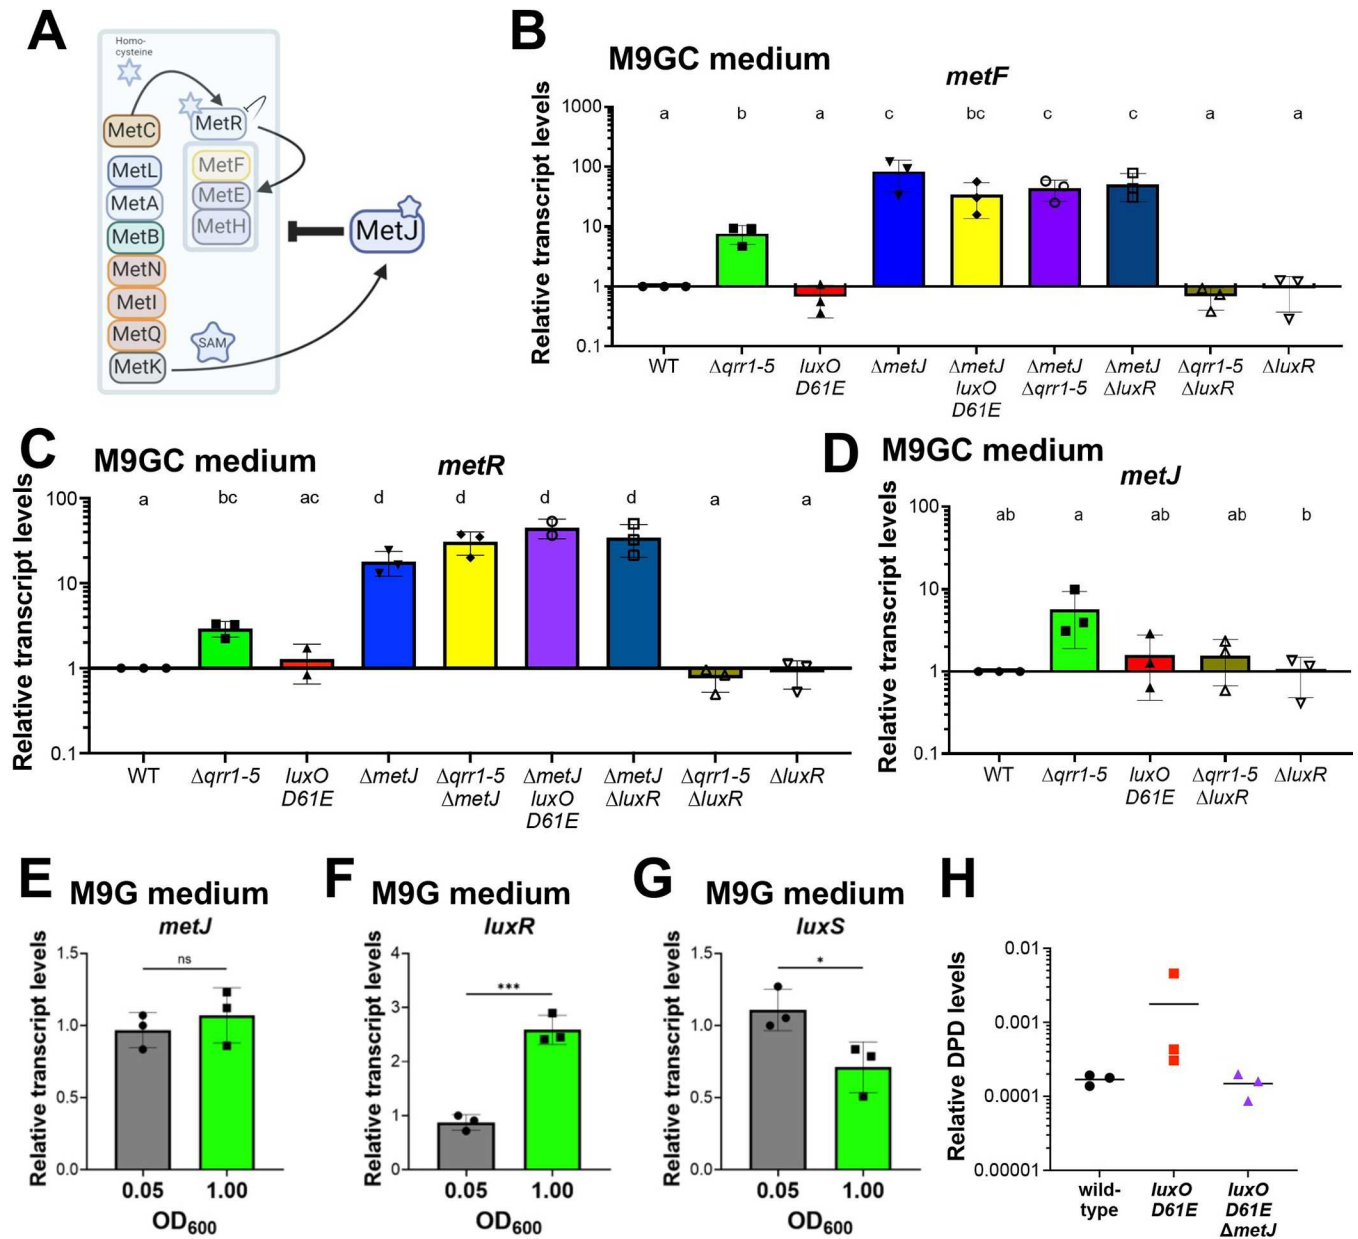 A
Homo-
cysteine
MetC
MetR
MetL
MetF
MetA
MetE
MetB
MetH
MetJ
MetN
MetI
MetQ
SAM
MetK
B
M9GC medium
metF
Relative transcript levels
1000
100
10
1
0.1
a b a c bc c c a a
WT Δqrr1-5 luxO ΔmetJ ΔmetJ ΔmetJ ΔmetJ Δqrr1-5 ΔluxR
D61E luxO Δqrr1-5 ΔluxR ΔluxR
D61E
C
M9GC medium
metR
Relative transcript levels
100
10
1
0.1
a bc ac d d d d a a
WT Δqrr1-5 luxO ΔmetJ Δqrr1-5 ΔmetJ ΔmetJ Δqrr1-5 ΔluxR
D61E ΔmetJ luxO ΔluxR ΔluxR
D61E
D
M9GC medium
metJ
Relative transcript levels
100
10
1
0.1
ab a ab ab b
WT Δqrr1-5 luxO Δqrr1-5 ΔluxR
D61E ΔluxR
E
M9G medium
metJ
Relative transcript levels
1.5
1.0
0.5
0.0
ns
0.05 1.00
OD600
F
M9G medium
luxR
Relative transcript levels
4
3
2
1
0
***
0.05 1.00
OD600
G
M9G medium
luxS
Relative transcript levels
1.5
1.0
0.5
0.0
*
0.05 1.00
OD600
H
Relative DPD levels
0.01
0.001
0.0001
0.00001
wild- luxO luxO
type D61E D61E
ΔmetJ